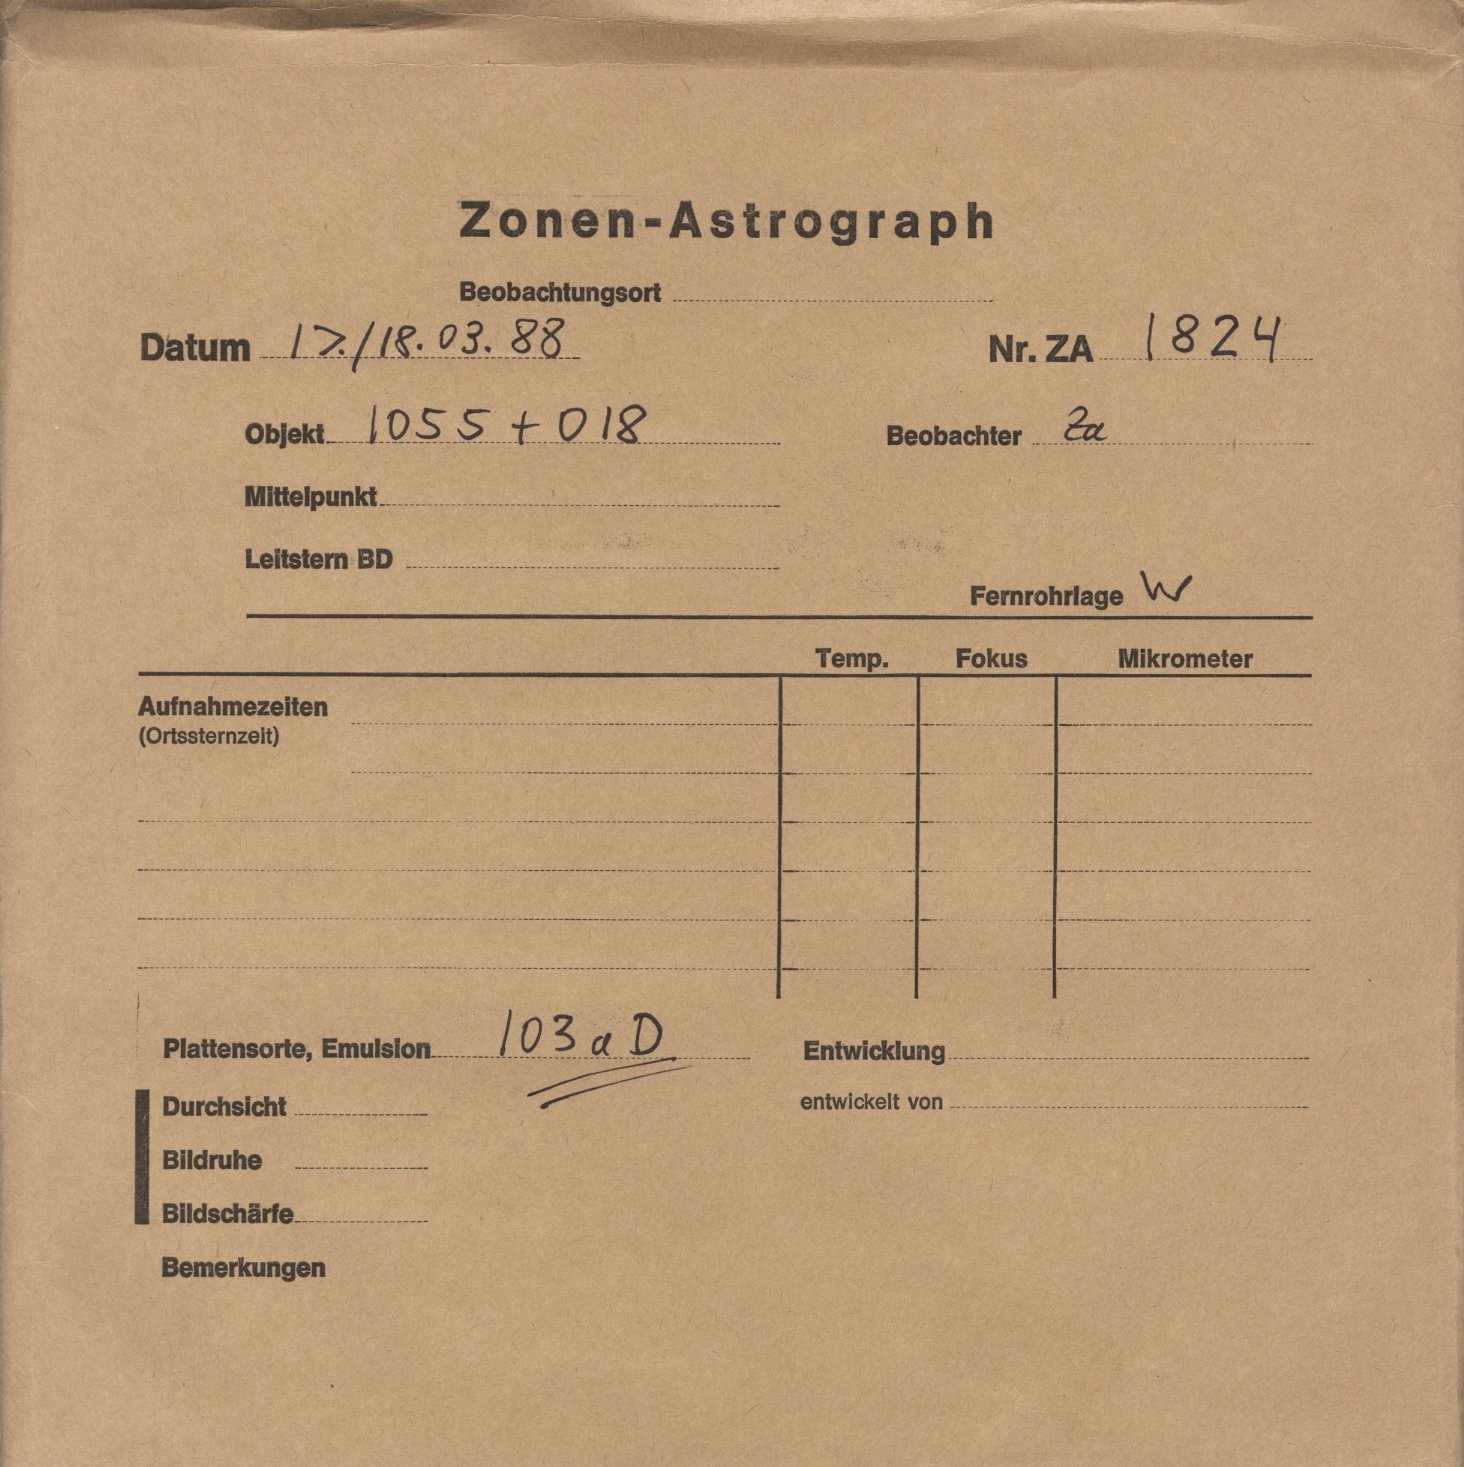 Zonen-Astrograph
Beobachtungsort
Datum 17./18.03.88 Nr. ZA 1824
Objekt 1055+018 Beobachter Za
Mittelpunkt
Leitstern BD
Fernrohrlage W
Temp. Fokus Mikrometer
Aufnahmezeiten
(Ortssternzeit)
Plattensorte, Emulsion 103aD Entwicklung
Durchsicht entwickelt von
Bildruhe
Bildschärfe
Bemerkungen